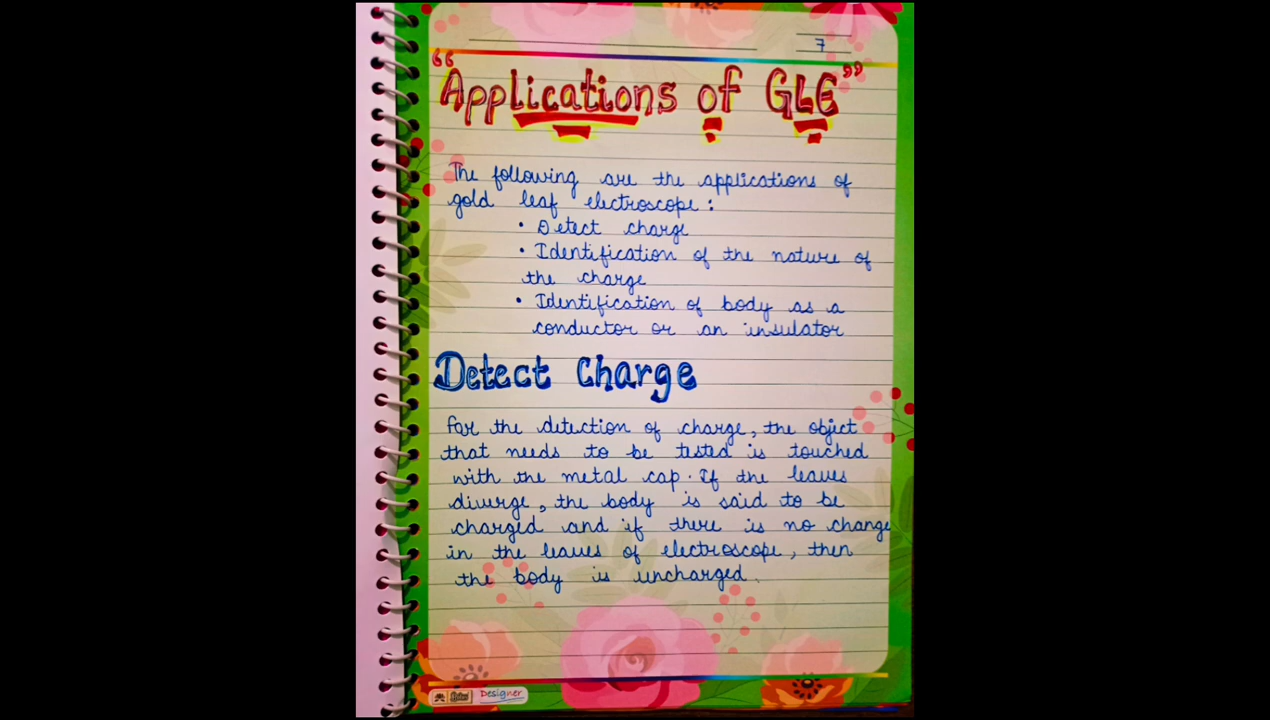 7
"Applications of GLE"
The following are the applications of
gold leaf electroscope :
• Detect charge
• Identification of the nature of
the charge
• Identification of body as a
conductor or an insulator
Detect Charge
For the detection of charge, the object
that needs to be tested is touched
with the metal cap. If the leaves
diverge, the body is said to be
charged and if there is no change
in the leaves of electroscope, then
the body is uncharged.
Designer